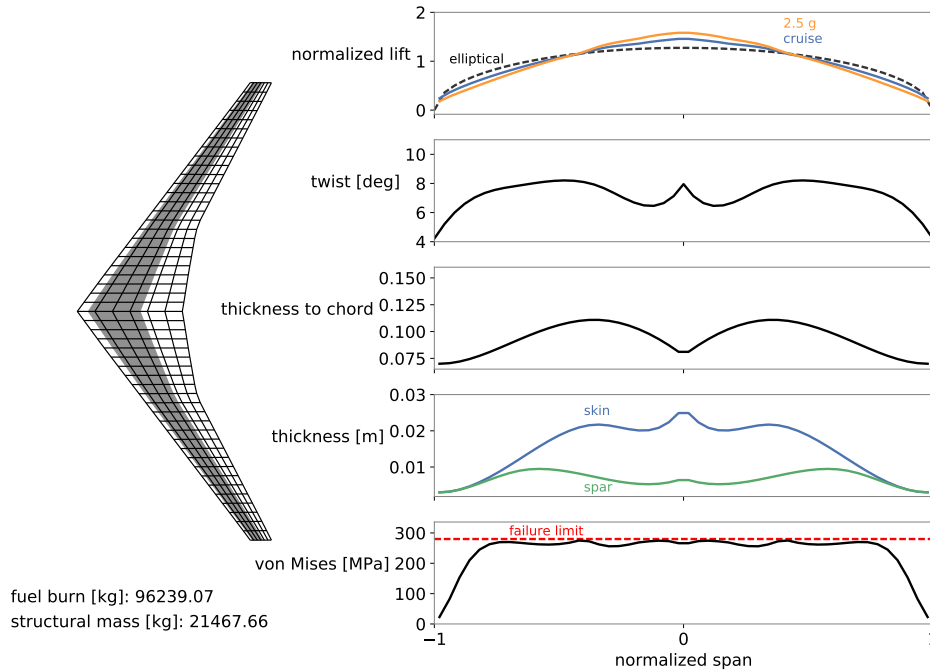 normalized lift
2
1
0
elliptical
2.5 g
cruise
twist [deg]
10
8
6
4
thickness to chord
0.150
0.125
0.100
0.075
thickness [m]
0.03
0.02
0.01
skin
spar
von Mises [MPa]
300
200
100
0
failure limit
−1
0
normalized span
fuel burn [kg]: 96239.07
structural mass [kg]: 21467.66